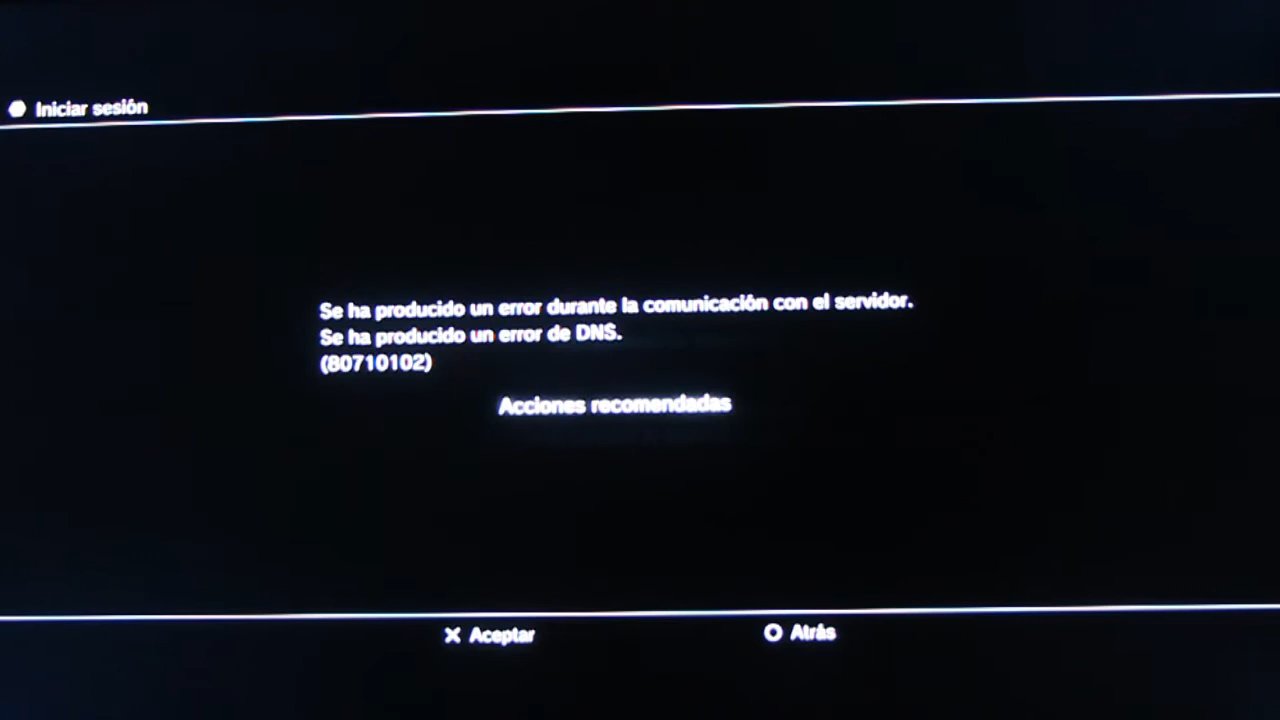 Iniciar sesión
Se ha producido un error durante la comunicación con el servidor.
Se ha producido un error de DNS.
(80710102)
Acciones recomendadas
X Aceptar
O Atrás